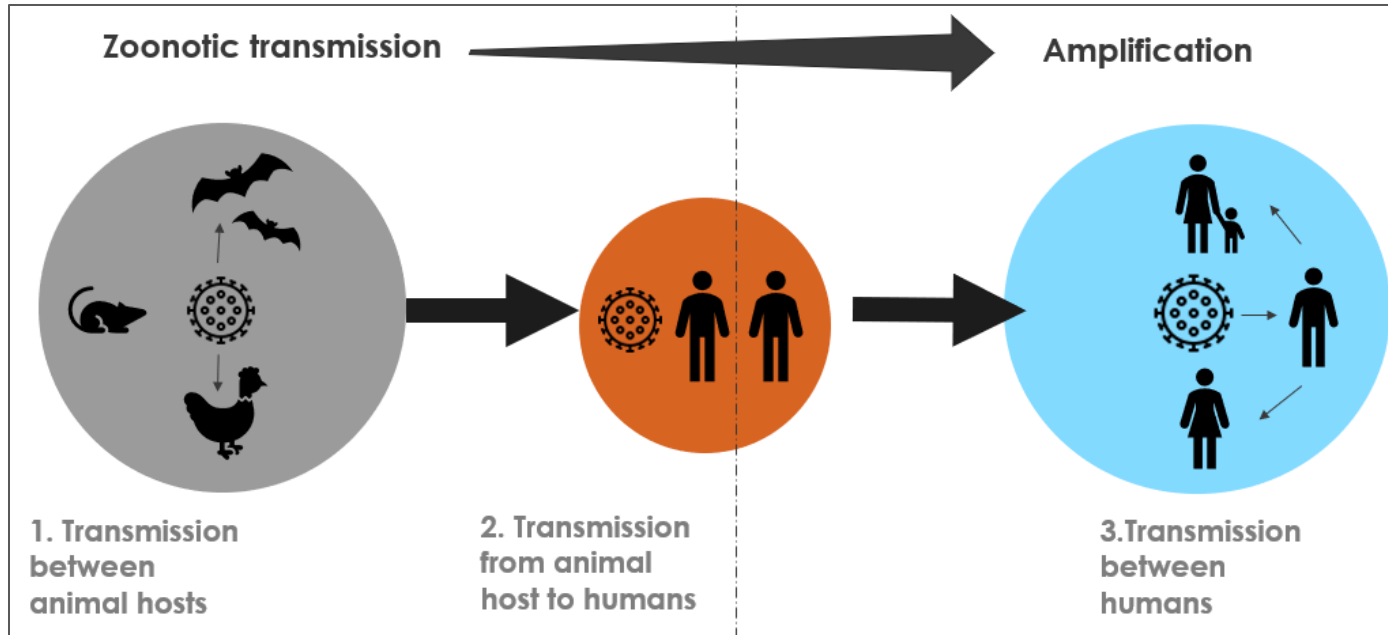 Zoonotic transmission
Amplification
1. Transmission
between
animal hosts
2. Transmission
from animal
host to humans
3.Transmission
between
humans